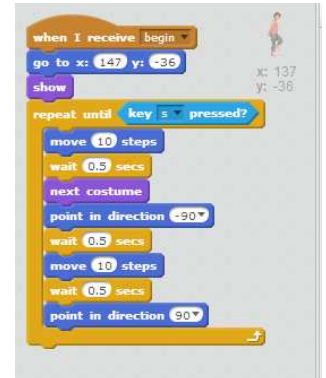 when I receive begin
go to x: 147 y: -36
show
x: 137
y: -36
repeat until key s pressed?
move 10 steps
wait 0.5 secs
next costume
point in direction -90
wait 0.5 secs
move 10 steps
wait 0.5 secs
point in direction 90